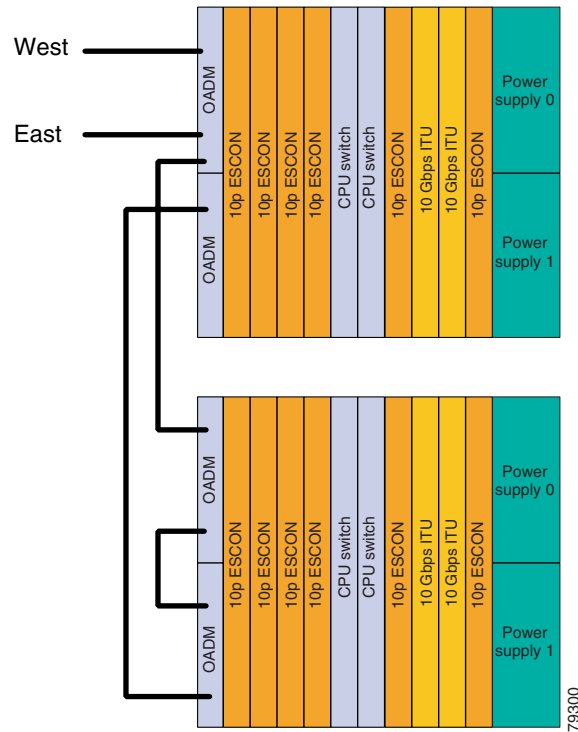 West
East
OADM
OADM
10p ESCON
10p ESCON
10p ESCON
10p ESCON
CPU switch
CPU switch
10p ESCON
10 Gbps ITU
10 Gbps ITU
10p ESCON
Power
supply 0
Power
supply 1
OADM
OADM
10p ESCON
10p ESCON
10p ESCON
10p ESCON
CPU switch
CPU switch
10p ESCON
10 Gbps ITU
10 Gbps ITU
10p ESCON
Power
supply 0
Power
supply 1
79300